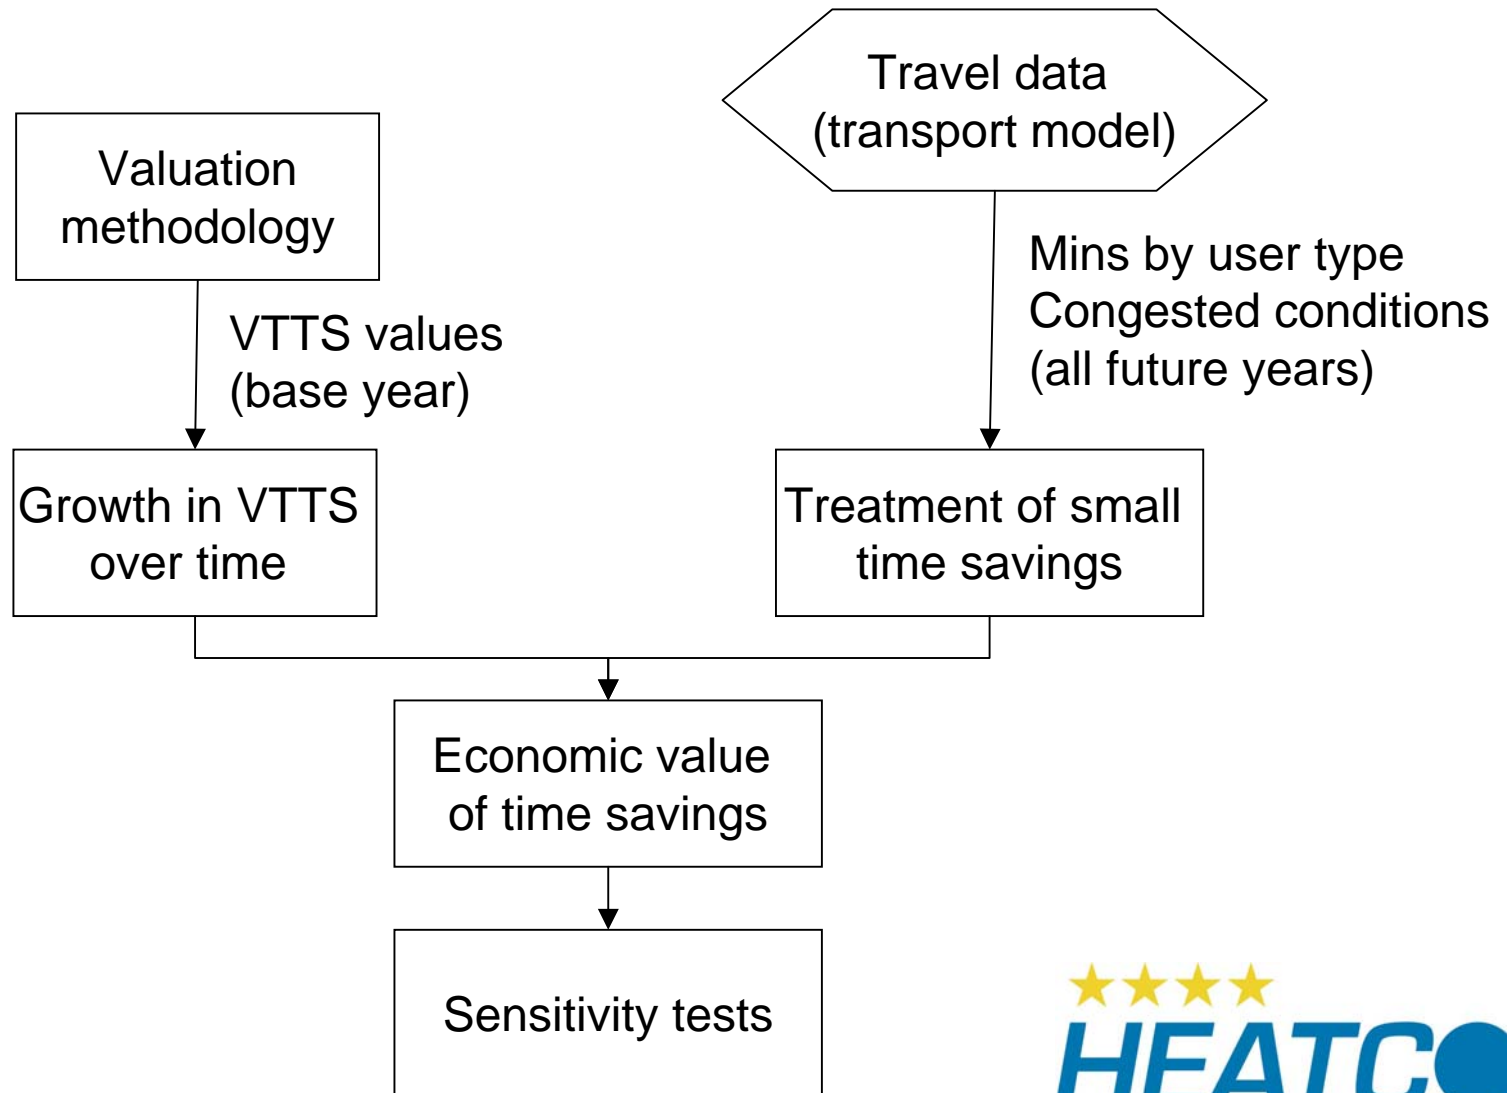 Travel data
(transport model)
Valuation
methodology
Mins by user type
Congested conditions
(all future years)
VTTS values
(base year)
Growth in VTTS
over time
Treatment of small
time savings
Economic value
of time savings
Sensitivity tests
HEATCO